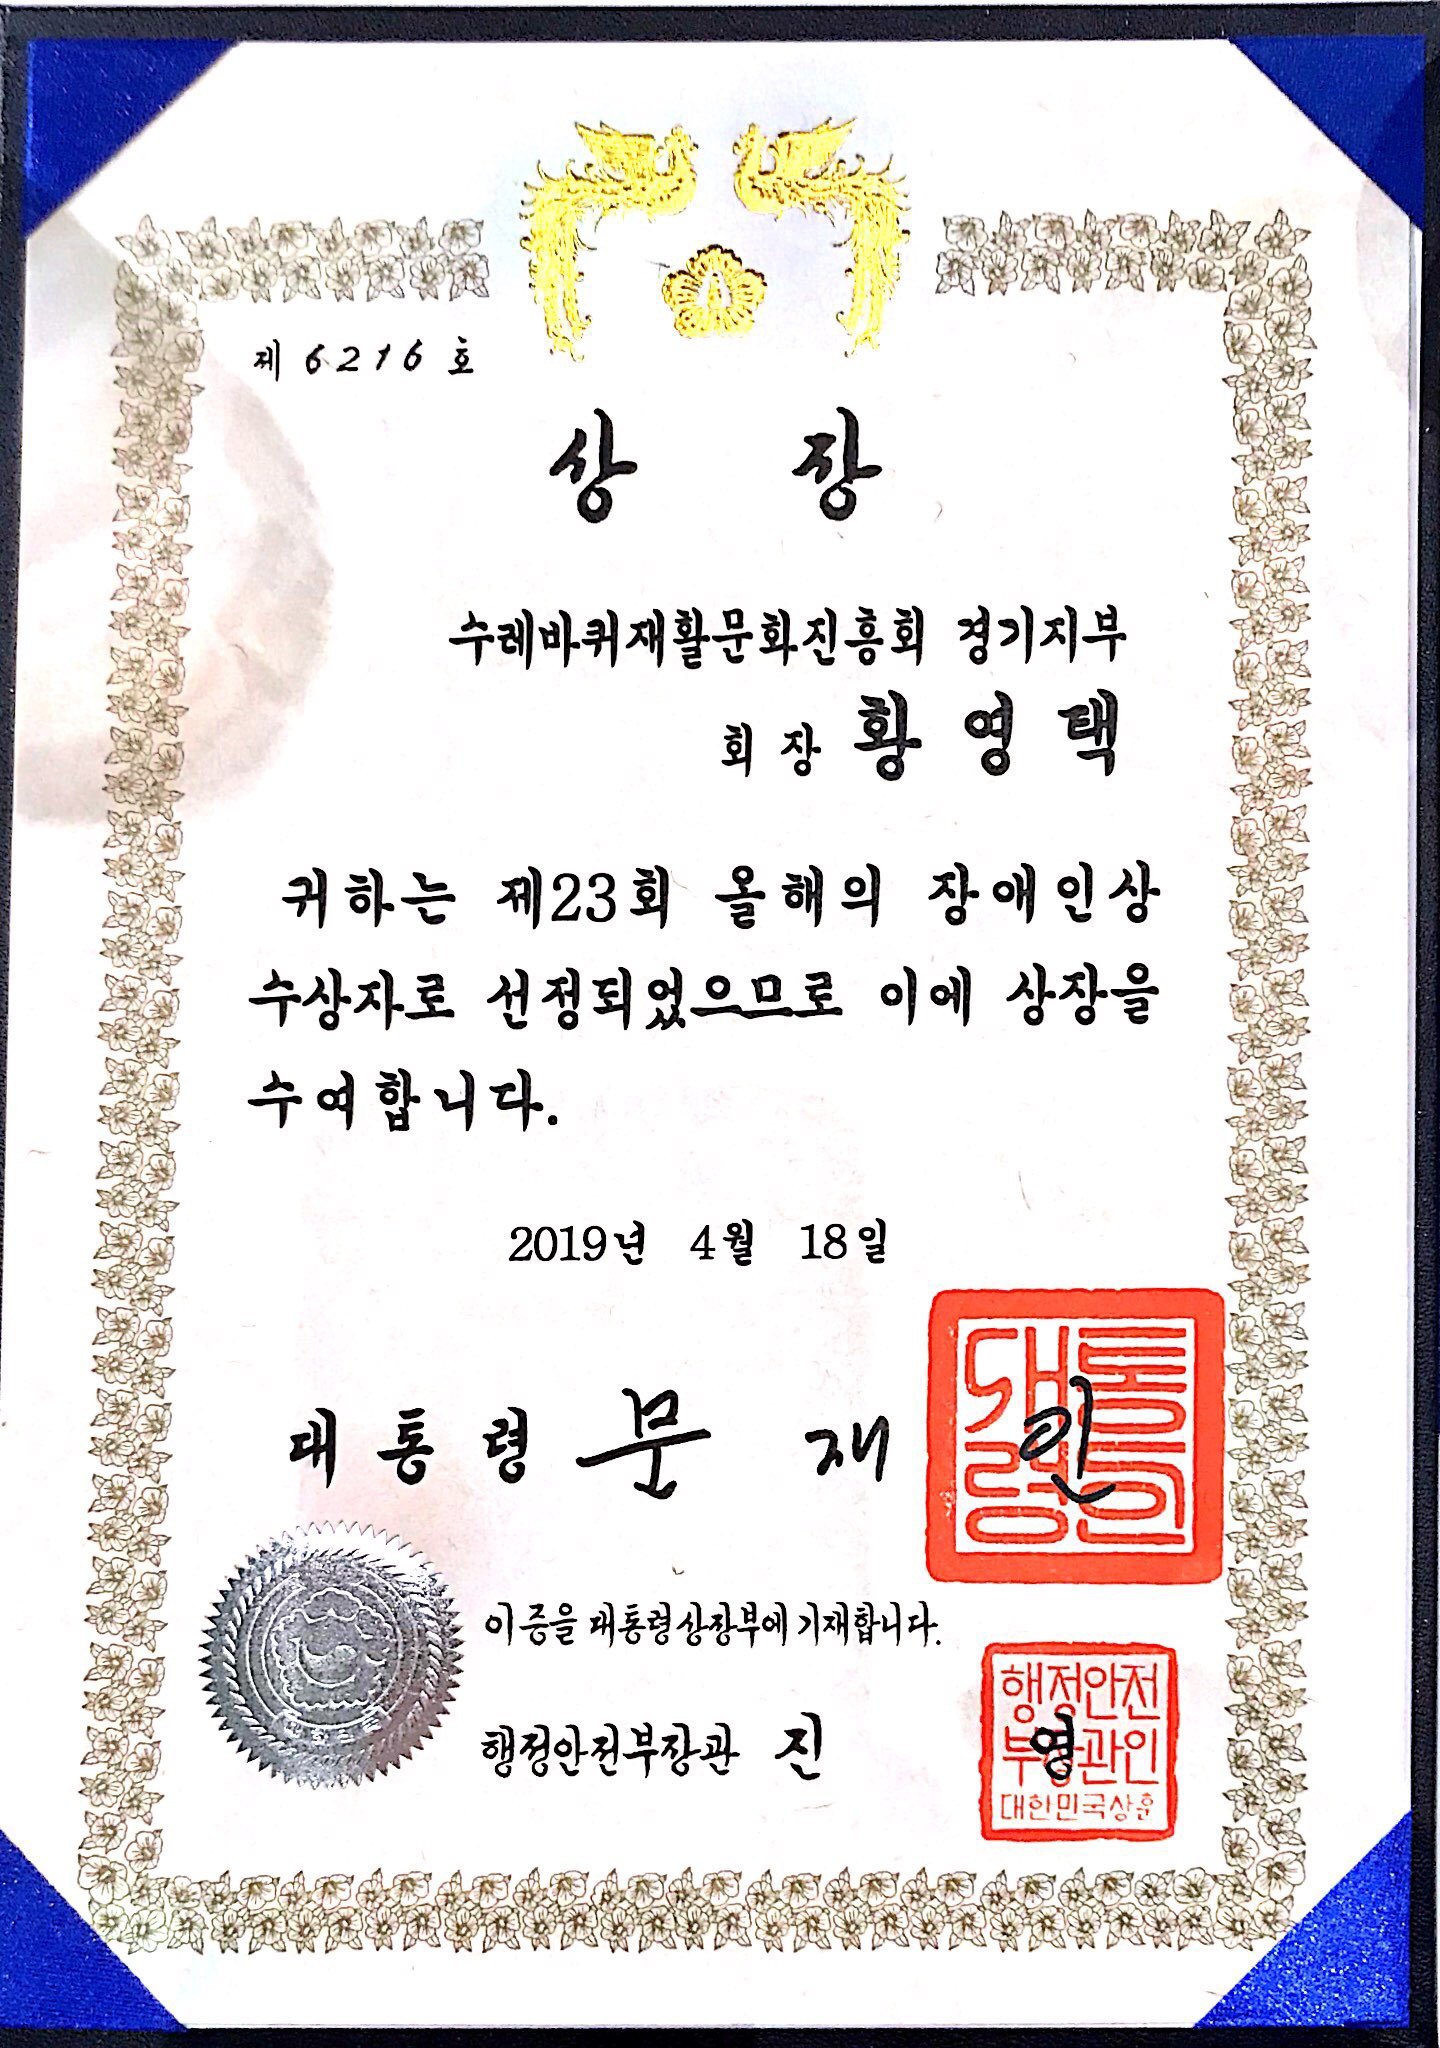 제 6216 호
상 장
수레바퀴재활문화진흥회 경기지부
회장 황영택
귀하는 제23회 올해의 장애인상
수상자로 선정되었으므로 이에 상장을
수여합니다.
2019년 4월 18일
대통령 문재인
대통령인
이 증을 대통령상장부에 기재합니다.
행정안전부장관 진영
행정안전
부장관인
대한민국상훈